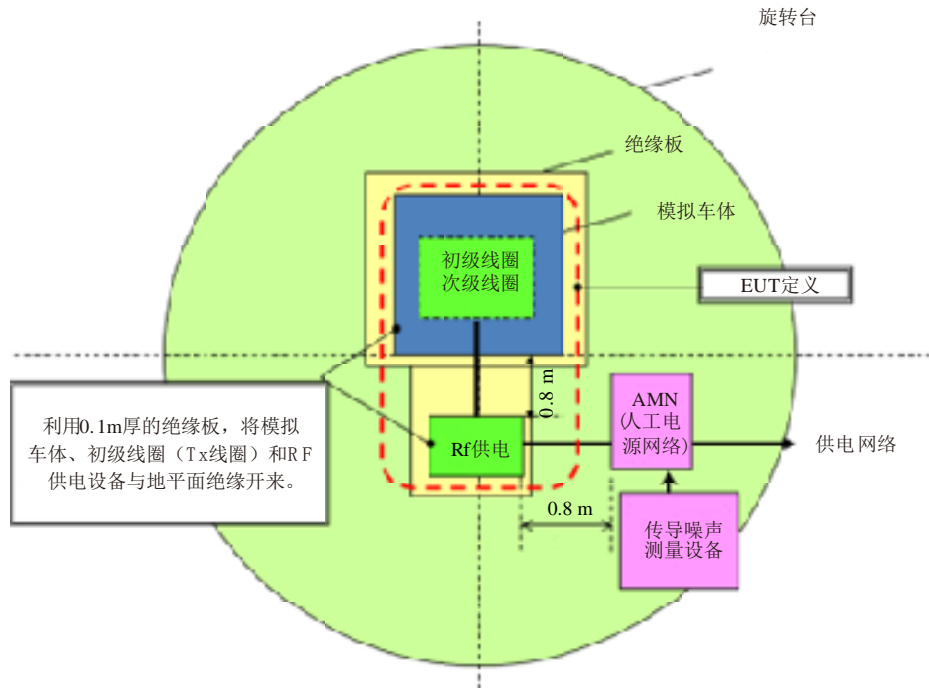 旋转台
绝缘板
模拟车体
初级线圈
次级线圈
EUT定义
0.8 m
利用0.1m厚的绝缘板，将模拟
车体、初级线圈（Tx线圈）和RF
供电设备与地平面绝缘开来。
Rf供电
AMN
(人工电
源网络)
供电网络
0.8 m
传导噪声
测量设备